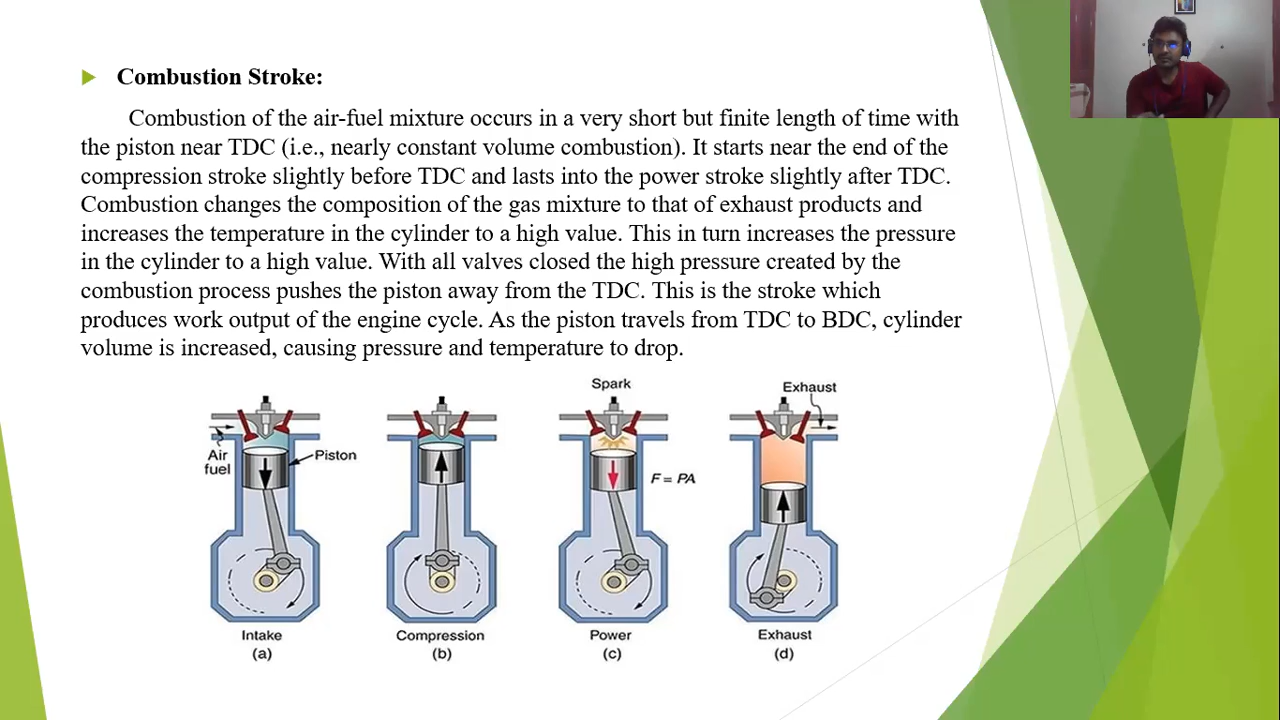 Combustion Stroke:
Combustion of the air-fuel mixture occurs in a very short but finite length of time with
the piston near TDC (i.e., nearly constant volume combustion). It starts near the end of the
compression stroke slightly before TDC and lasts into the power stroke slightly after TDC.
Combustion changes the composition of the gas mixture to that of exhaust products and
increases the temperature in the cylinder to a high value. This in turn increases the pressure
in the cylinder to a high value. With all valves closed the high pressure created by the
combustion process pushes the piston away from the TDC. This is the stroke which
produces work output of the engine cycle. As the piston travels from TDC to BDC, cylinder
volume is increased, causing pressure and temperature to drop.
Spark
Exhaust
Air
fuel
Piston
F = PA
Intake
(a)
Compression
(b)
Power
(c)
Exhaust
(d)